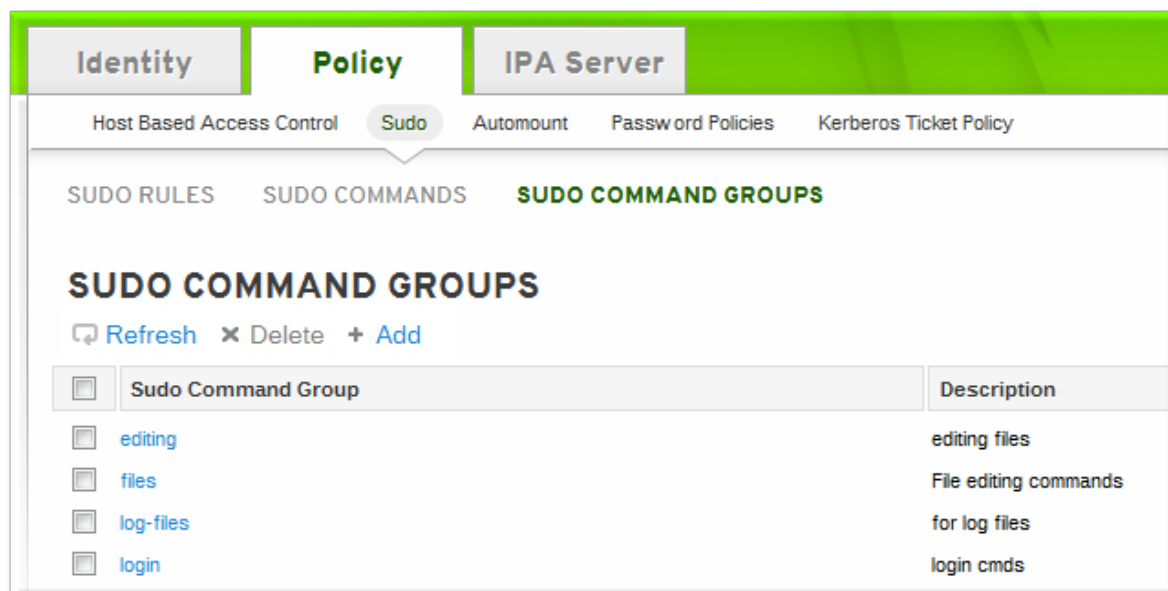 Identity Policy IPA Server
Host Based Access Control Sudo Automount Password Policies Kerberos Ticket Policy
SUDO RULES SUDO COMMANDS SUDO COMMAND GROUPS
SUDO COMMAND GROUPS
Refresh Delete Add
Sudo Command Group Description
editing editing files
files File editing commands
log-files for log files
login login cmds